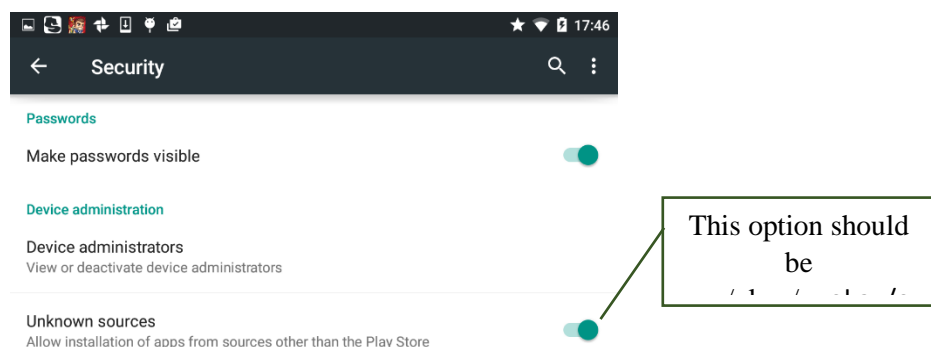 17:46
Security
Passwords
Make passwords visible
Device administration
Device administrators
View or deactivate device administrators
Unknown sources
Allow installation of apps from sources other than the Play Store
This option should
be